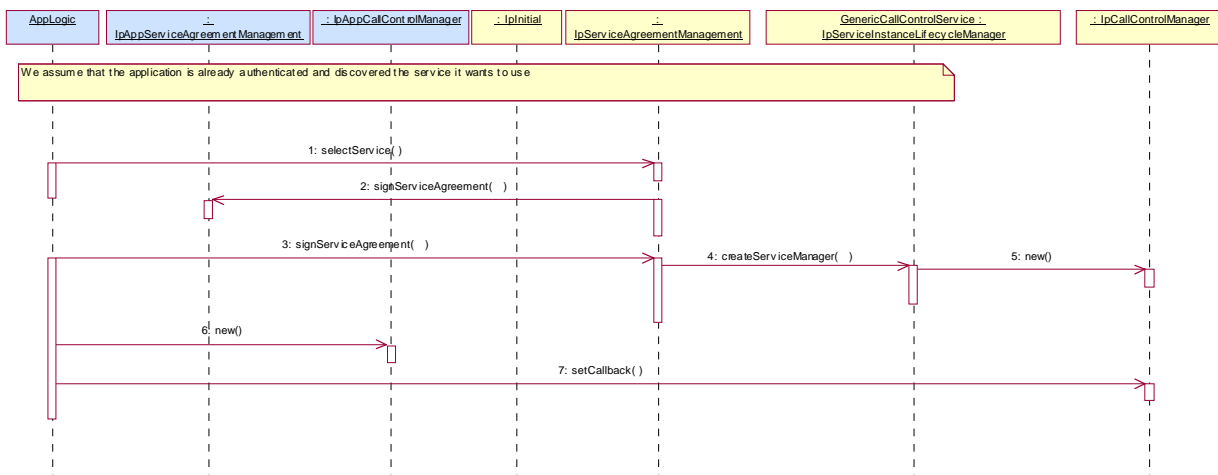 AppLogic
:
IpAppServiceAgreementManagement
: IpAppCallControlManager
: IpInitial
:
IpServiceAgreementManagement
GenericCallControlService :
IpServiceInstanceLifecycleManager
: IpCallControlManager
We assume that the application is already authenticated and discovered the service it wants to use
1: selectService( )
2: signServiceAgreement( )
3: signServiceAgreement( )
4: createServiceManager( )
5: new()
6: new()
7: setCallback( )